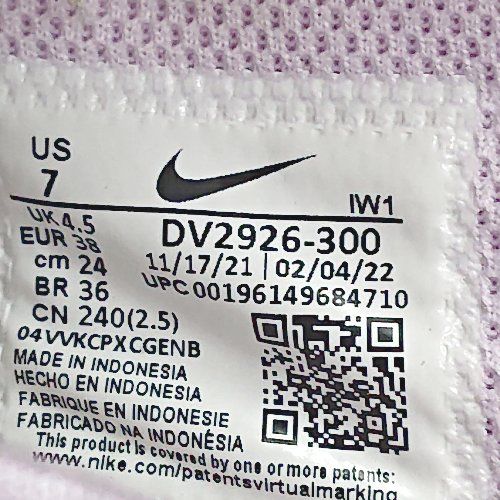 US
7
IW1
UK 4.5
EUR 38
cm 24
BR 36
CN 240(2.5)
DV2926-300
11/17/21 | 02/04/22
UPC 00196149684710
04VVKCPXCGENB
MADE IN INDONESIA
HECHO EN INDONESIA
FABRIQUE EN INDONESIE
FABRICADO NA INDONÉSIA
This product is covered by one or more patents:
www.nike.com/patentsvirtualmarking